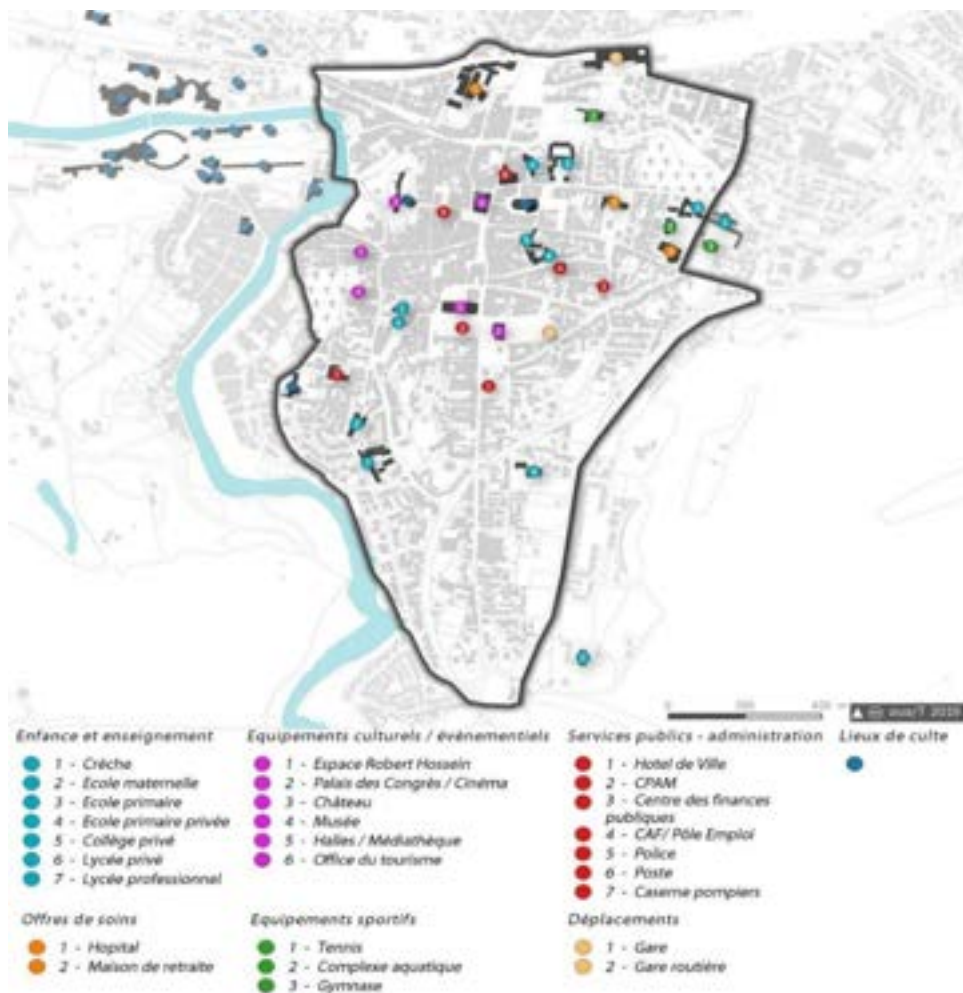 Enfance et enseignement
1 - Crèche
2 - Ecole maternelle
3 - Ecole primaire
4 - Ecole primaire privée
5 - Collège privé
6 - Lycée privé
7 - Lycée professionnel
Equipements culturels / événementiels
1 - Espace Robert Hossein
2 - Palais des Congrès / Cinéma
3 - Château
4 - Musée
5 - Halles / Médiathèque
6 - Office du tourisme
Services publics - administration
1 - Hotel de Ville
2 - CPAM
3 - Centre des finances
publiques
4 - CAF/ Pôle Emploi
5 - Police
6 - Poste
7 - Caserne pompiers
Lieux de culte
Offres de soins
1 - Hopital
2 - Maison de retraite
Equipements sportifs
1 - Tennis
2 - Complexe aquatique
3 - Gymnase
Déplacements
1 - Gare
2 - Gare routière